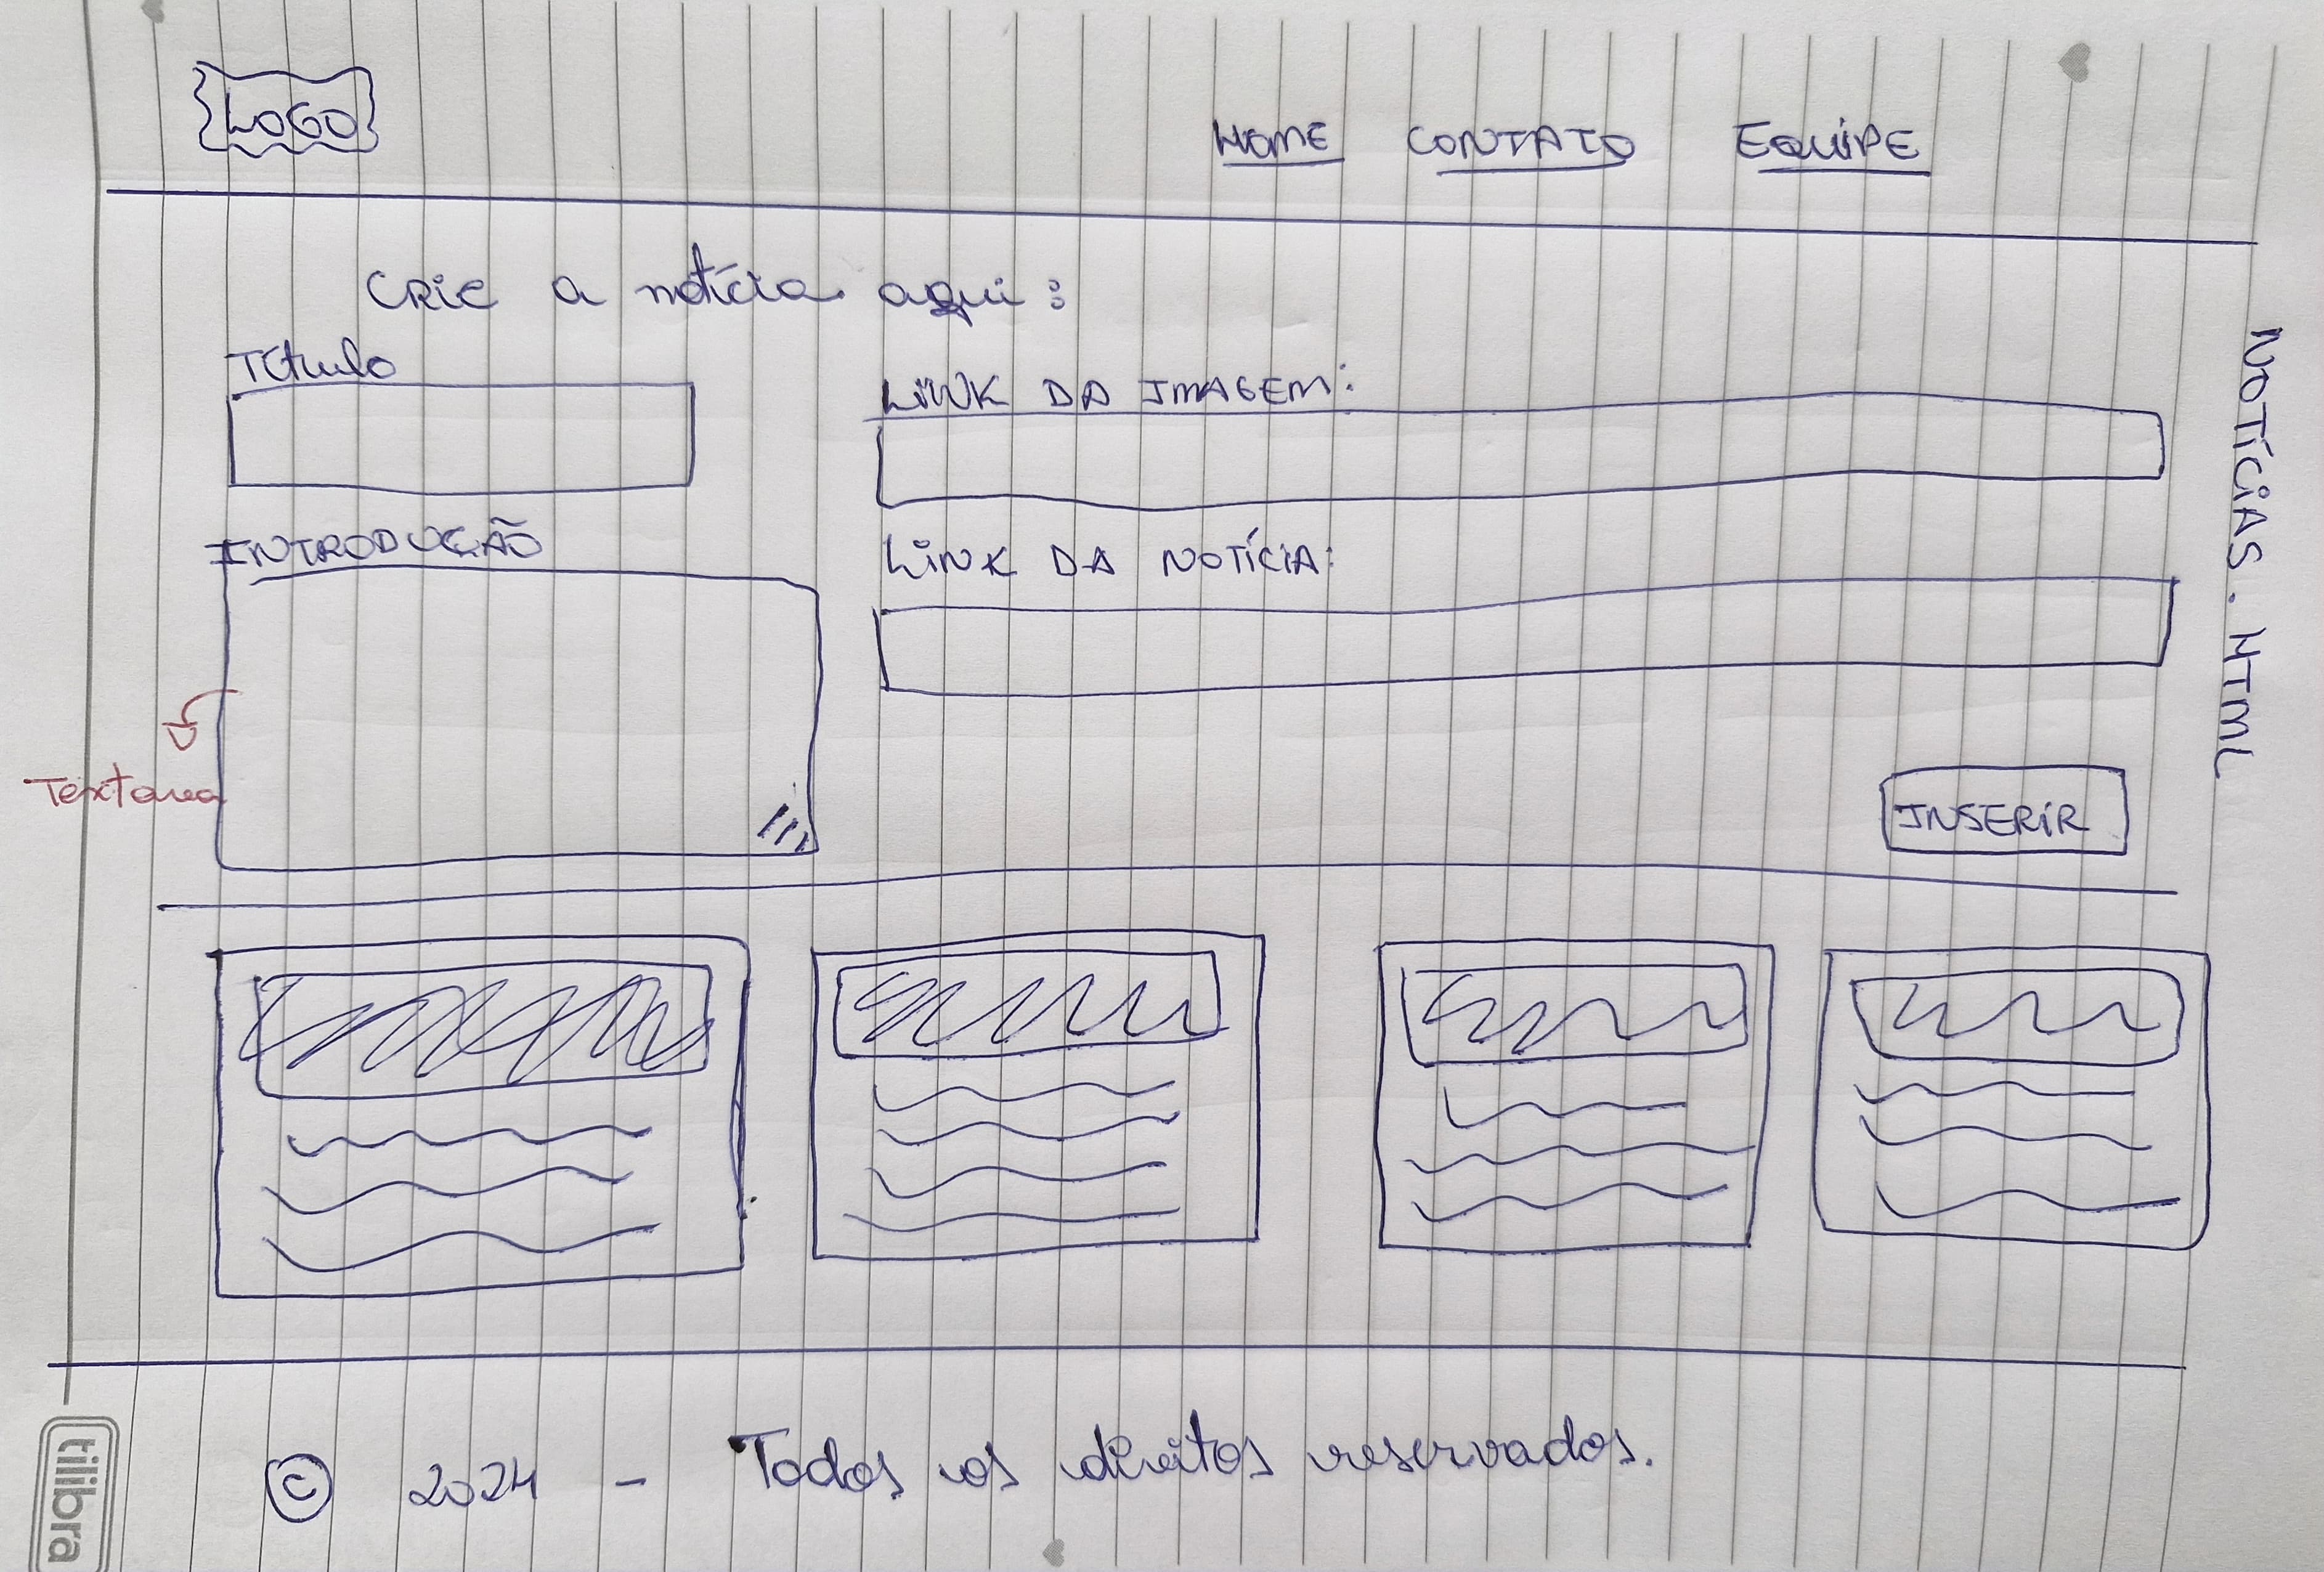 LOGO
HOME CONTATO EQUIPE
CRIE a notícia aqui:
Título
LINK DA IMAGEM:
INTRODUÇÃO
LINK DA NOTÍCIA:
Textarea
INSERIR
NOTÍCIAS.HTML
© 2024 - Todos os direitos reservados.
tilibra